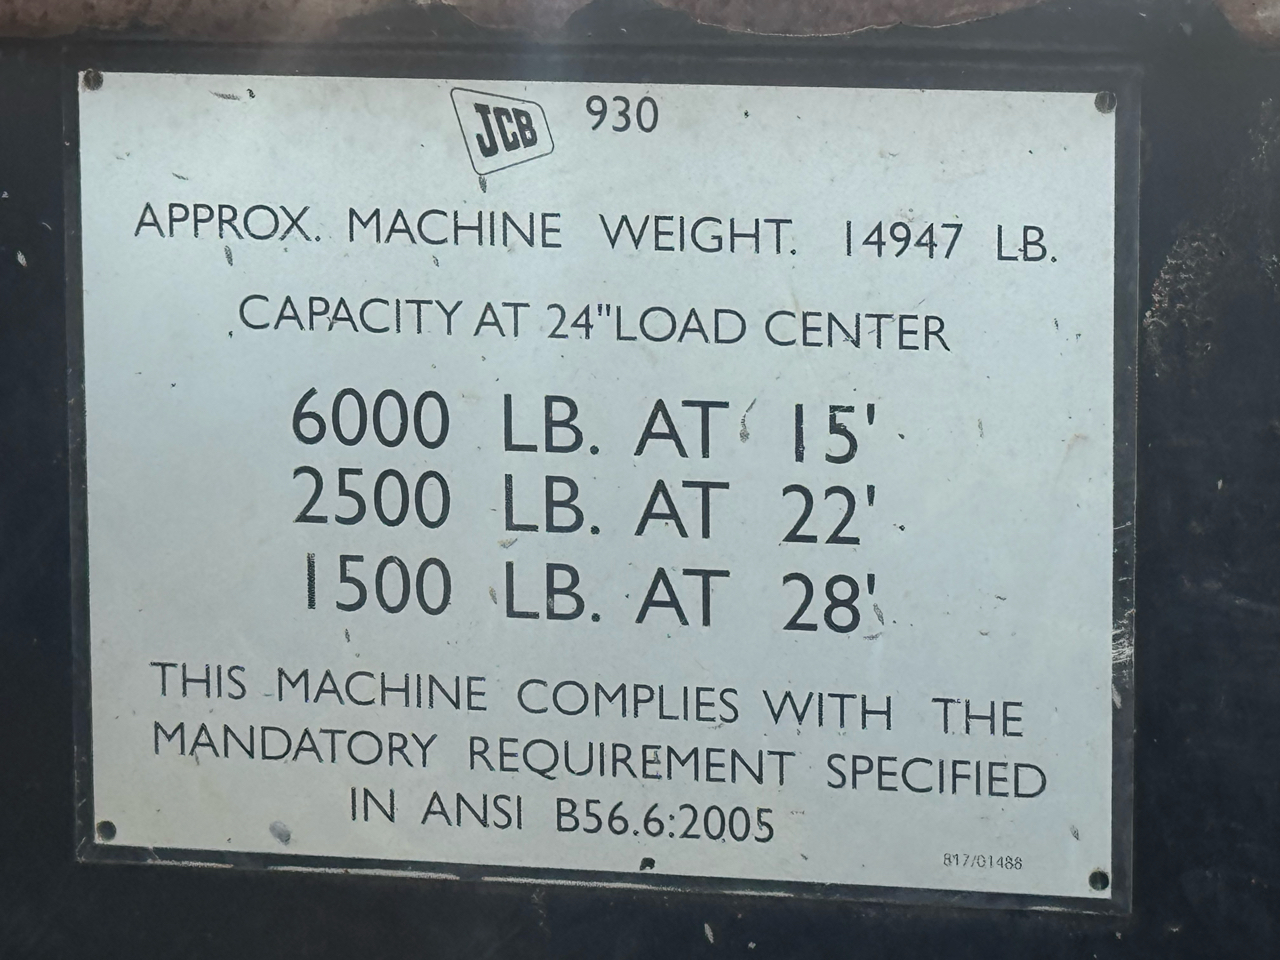 JCB 930
APPROX. MACHINE WEIGHT. 14947 LB.
CAPACITY AT 24"LOAD CENTER
6000 LB. AT 15'
2500 LB. AT 22'
1500 LB. AT 28'
THIS MACHINE COMPLIES WITH THE
MANDATORY REQUIREMENT SPECIFIED
IN ANSI B56.6:2005
817/01488